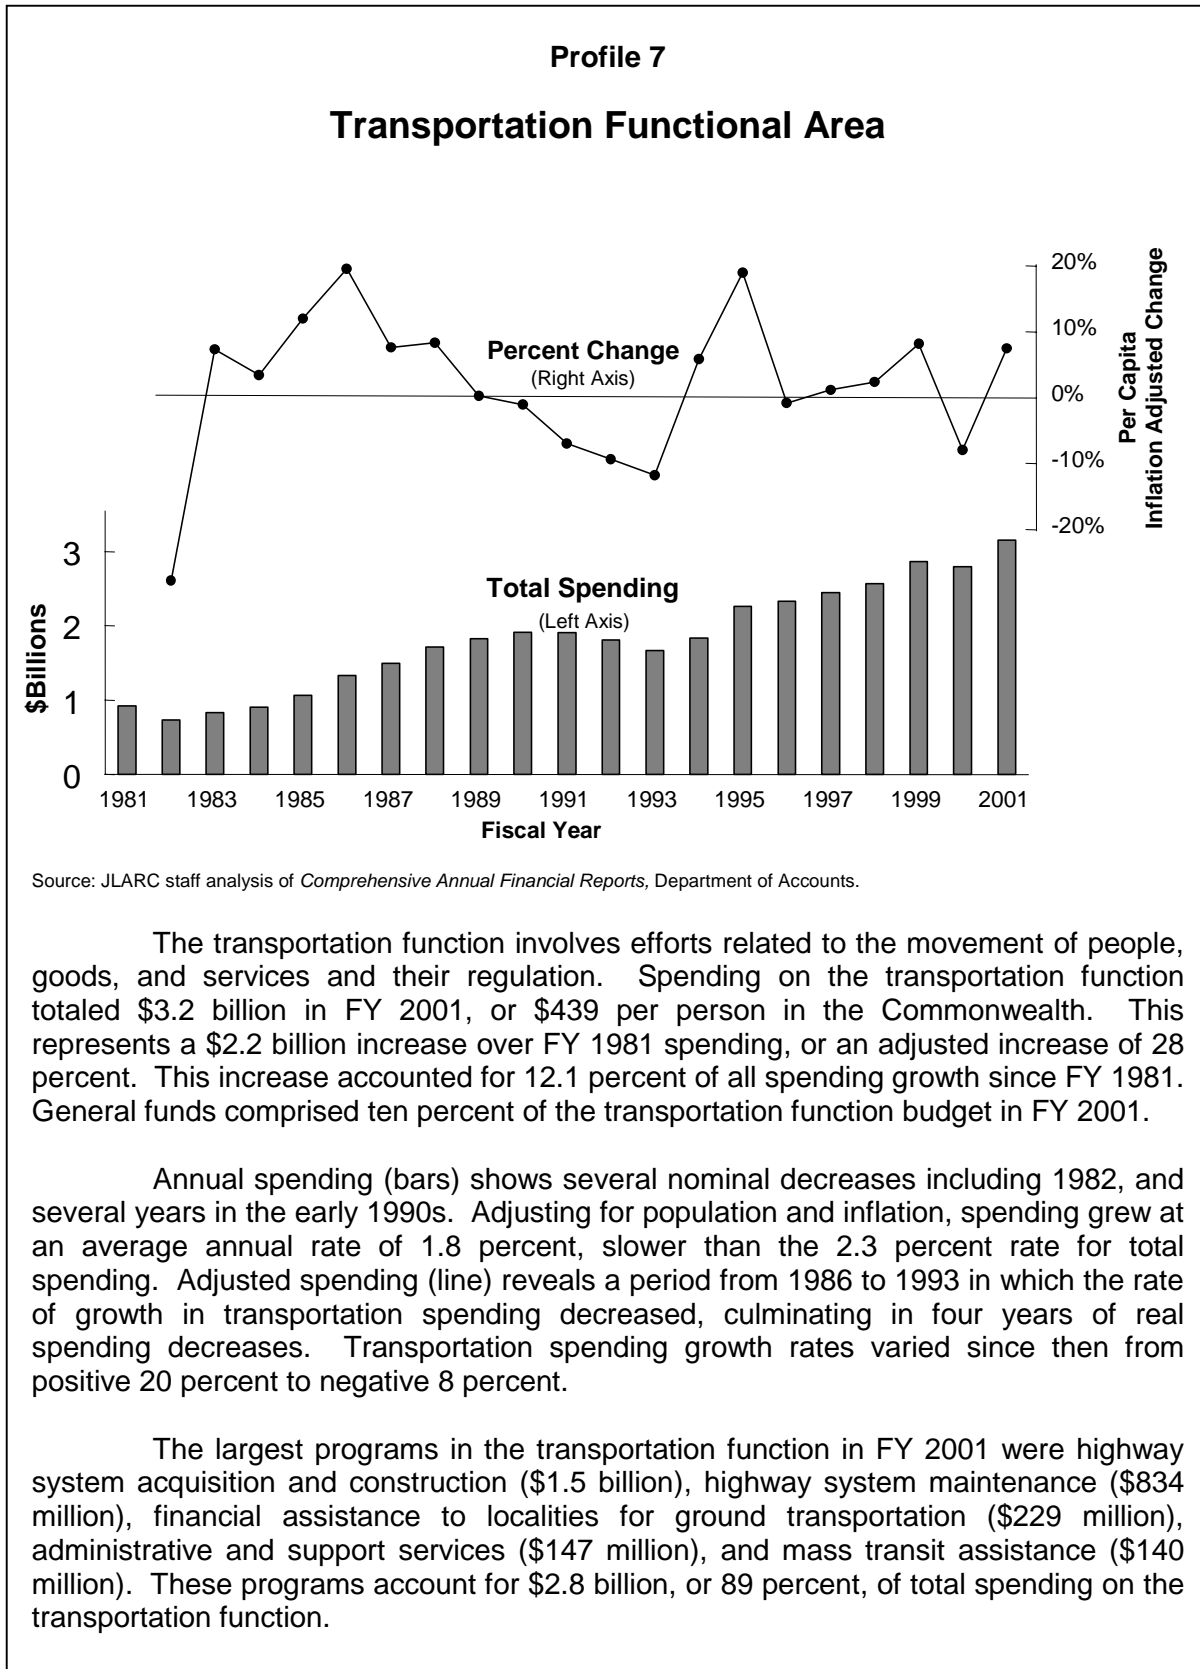 Profile 7
Transportation Functional Area
20%
10%
0%
-10%
-20%
Per Capita
Inflation Adjusted Change
Percent Change
(Right Axis)
3
2
1
0
$Billions
Total Spending
(Left Axis)
1981 1983 1985 1987 1989 1991 1993 1995 1997 1999 2001
Fiscal Year
Source: JLARC staff analysis of Comprehensive Annual Financial Reports, Department of Accounts.
The transportation function involves efforts related to the movement of people,
goods, and services and their regulation. Spending on the transportation function
totaled $3.2 billion in FY 2001, or $439 per person in the Commonwealth. This
represents a $2.2 billion increase over FY 1981 spending, or an adjusted increase of 28
percent. This increase accounted for 12.1 percent of all spending growth since FY 1981.
General funds comprised ten percent of the transportation function budget in FY 2001.
Annual spending (bars) shows several nominal decreases including 1982, and
several years in the early 1990s. Adjusting for population and inflation, spending grew at
an average annual rate of 1.8 percent, slower than the 2.3 percent rate for total
spending. Adjusted spending (line) reveals a period from 1986 to 1993 in which the rate
of growth in transportation spending decreased, culminating in four years of real
spending decreases. Transportation spending growth rates varied since then from
positive 20 percent to negative 8 percent.
The largest programs in the transportation function in FY 2001 were highway
system acquisition and construction ($1.5 billion), highway system maintenance ($834
million), financial assistance to localities for ground transportation ($229 million),
administrative and support services ($147 million), and mass transit assistance ($140
million). These programs account for $2.8 billion, or 89 percent, of total spending on the
transportation function.